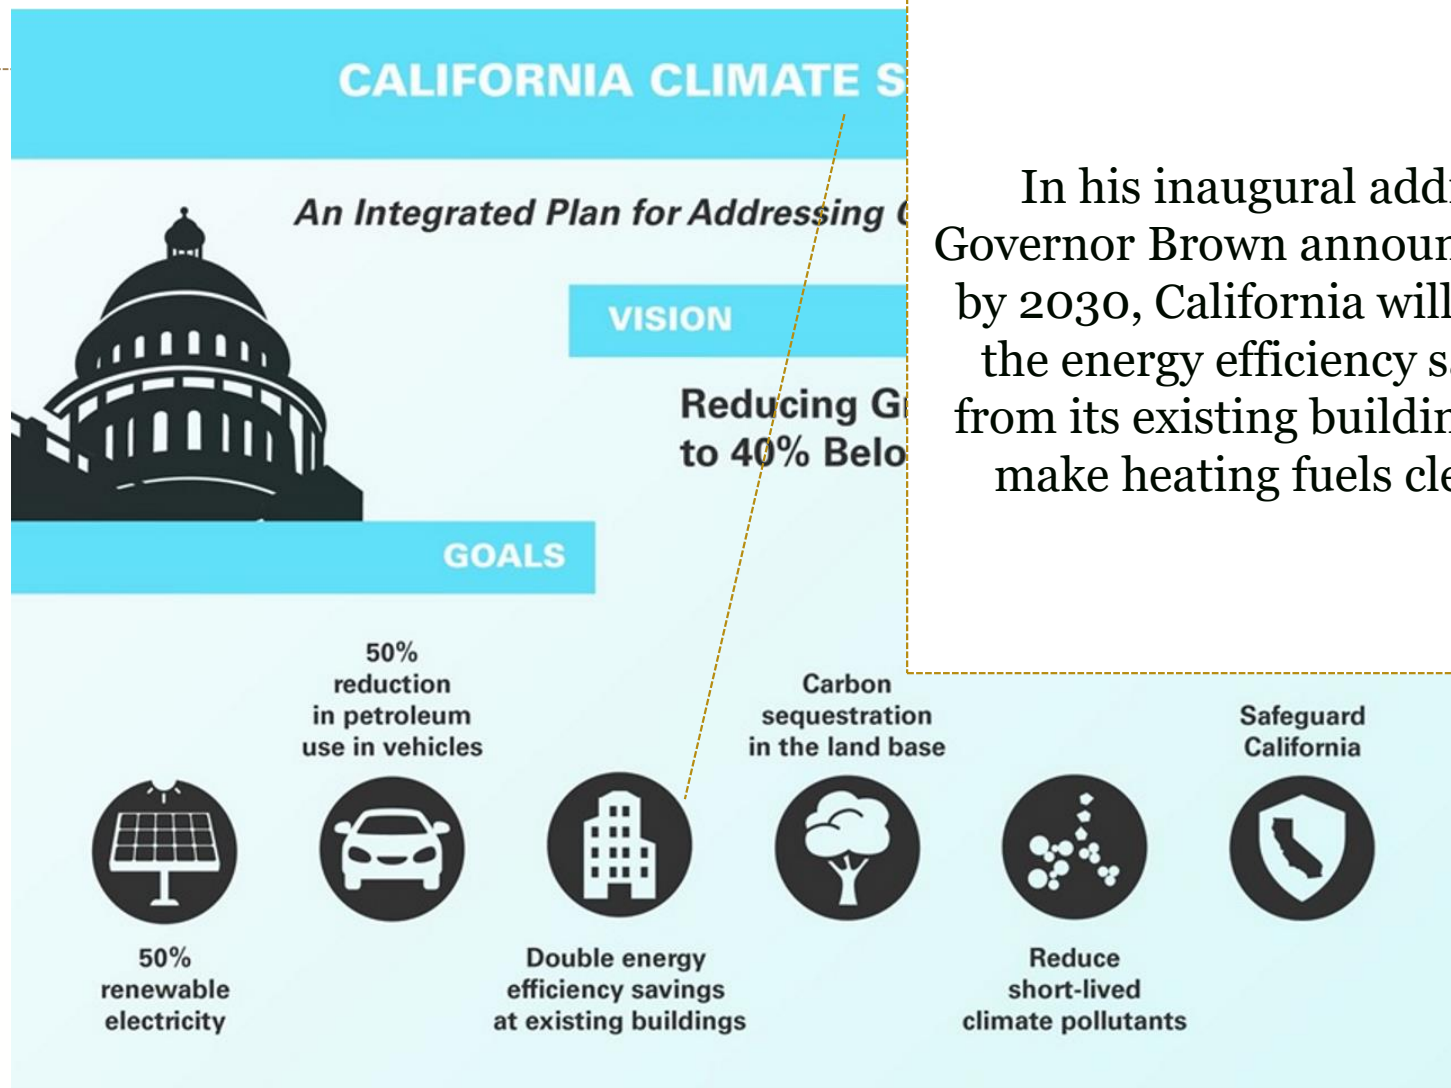 CALIFORNIA CLIMATE S
An Integrated Plan for Addressing
VISION
Reducing G
to 40% Belo
In his inaugural add
Governor Brown announ
by 2030, California will
the energy efficiency s
from its existing buildin
make heating fuels cle
GOALS
50%
reduction
in petroleum
use in vehicles
Carbon
sequestration
in the land base
Safeguard
California
50%
renewable
electricity
Double energy
efficiency savings
at existing buildings
Reduce
short-lived
climate pollutants